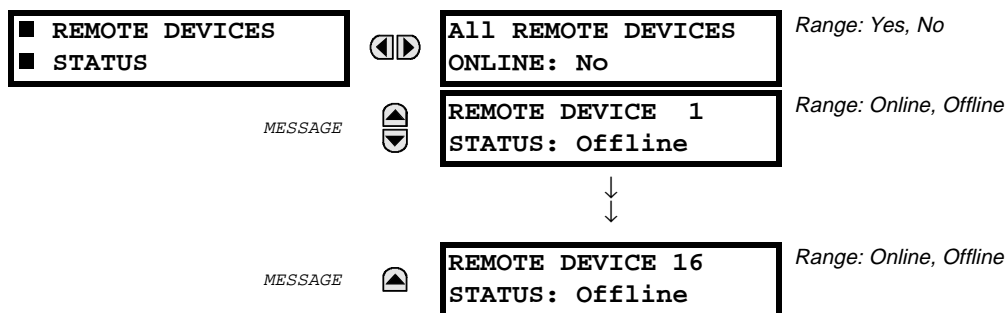 ■ REMOTE DEVICES
■ STATUS
All REMOTE DEVICES
ONLINE: No
Range: Yes, No
MESSAGE
REMOTE DEVICE 1
STATUS: Offline
Range: Online, Offline
↓
↓
MESSAGE
REMOTE DEVICE 16
STATUS: Offline
Range: Online, Offline